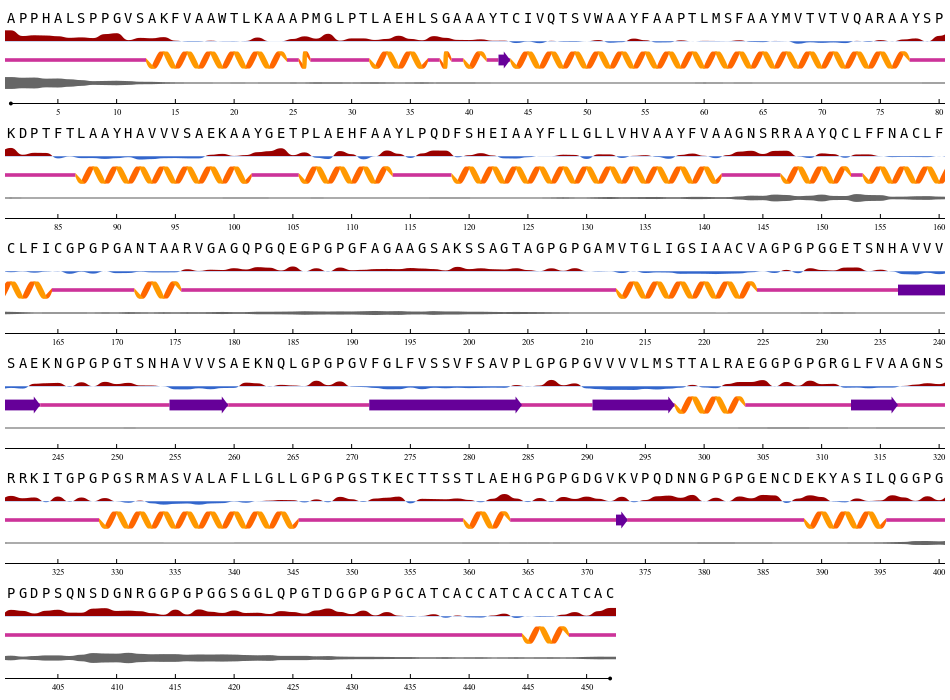 APPHALSPPGVSAKFVAAWTLKAAAPMGLPTLAEHLSGAAAYTCIVQTSVWAAYFAAPTLMSFAAYMVTVTVQARAAYSP
5 10 15 20 25 30 35 40 45 50 55 60 65 70 75 80
KDPTFTLAAYHAVVVSAEKAAYGETPLAEHFAAYLPQDFSHEIAAYFLLGLLVHVAAYFVAAGNSRRAAYQCLFFNACLF
85 90 95 100 105 110 115 120 125 130 135 140 145 150 155 160
CLFICGPGPGANTAARVGAGQPGQEGPGPGFAGAAGSAKSSAGTAGPGPGAMVTGLIGSIAACVAGPGPGGETSNHAVVV
165 170 175 180 185 190 195 200 205 210 215 220 225 230 235 240
SAEKNGPGPGTSNHAVVVSAEKNQLGPGPGVFGLFVSSVFSAVPLGPGPGVVVVLMSTTALRAEGGPGPGRGLFVAAGNS
245 250 255 260 265 270 275 280 285 290 295 300 305 310 315 320
RRKITGPGPGSRMASVALAFLLGLLGPGPGSTKECTTSSTLAEHGPGPGDGVKVPQDNNGPGPGENCDEKYASILQGGPG
325 330 335 340 345 350 355 360 365 370 375 380 385 390 395 400
PGDPSQNSDGNRGGPGPGGSGGLQPGTDGGPGPGCATCACCATCACCATCAC
405 410 415 420 425 430 435 440 445 450